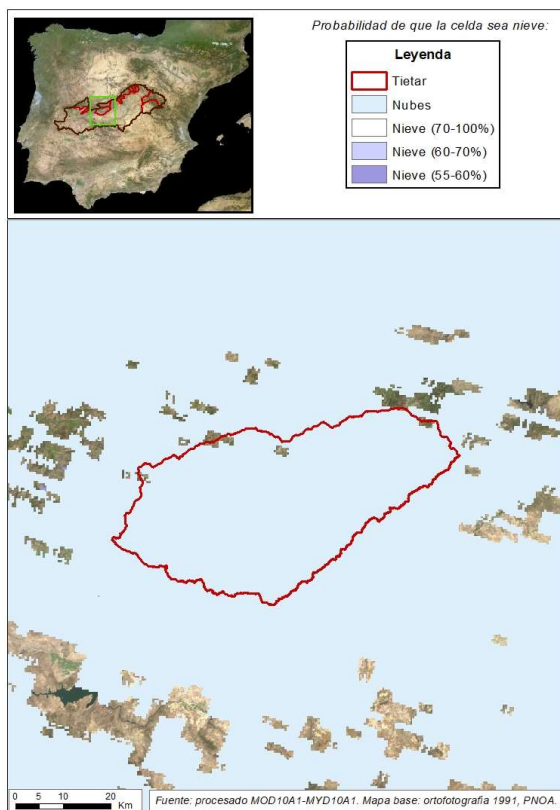 Probabilidad de que la celda sea nieve:
Leyenda
Tietar
Nubes
Nieve (70-100%)
Nieve (60-70%)
Nieve (55-60%)
0 5 10 20
Km
Fuente: procesado MOD10A1-MYD10A1. Mapa base: ortofotografía 1991, PNOA